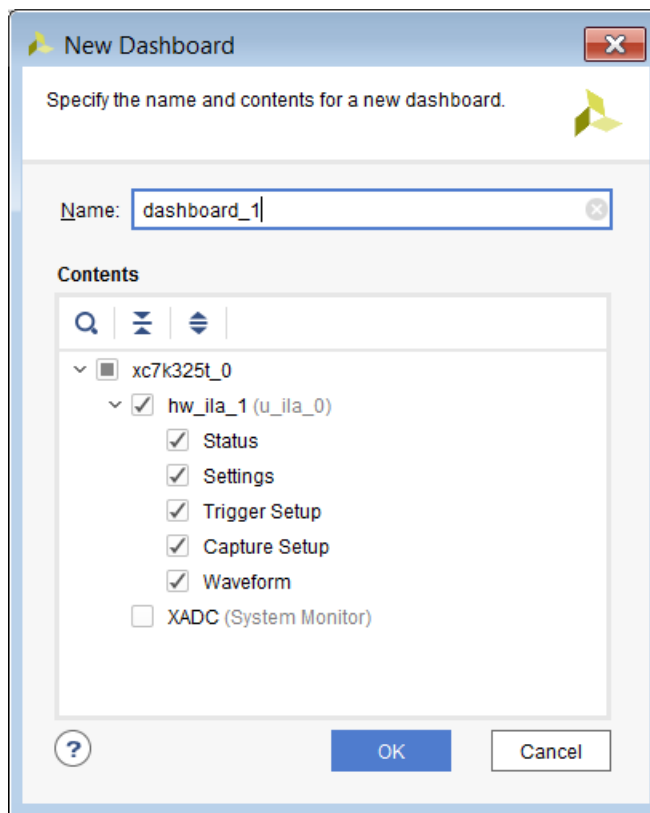 New Dashboard
Specify the name and contents for a new dashboard.
Name: dashboard_1
Contents
xc7k325t_0
hw_ila_1 (u_ila_0)
Status
Settings
Trigger Setup
Capture Setup
Waveform
XADC (System Monitor)
? OK Cancel